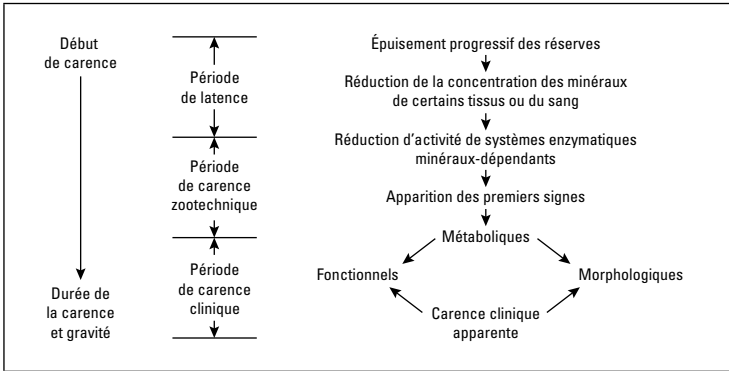 Début
de carence
Durée de
la carence
et gravité
Période
de latence
Période
de carence
zootechnique
Période
de carence
clinique
Épuisement progressif des réserves
Réduction de la concentration des minéraux
de certains tissus ou du sang
Réduction d'activité de systèmes enzymatiques
minéraux-dépendants
Apparition des premiers signes
Métaboliques
Fonctionnels
Morphologiques
Carence clinique
apparente